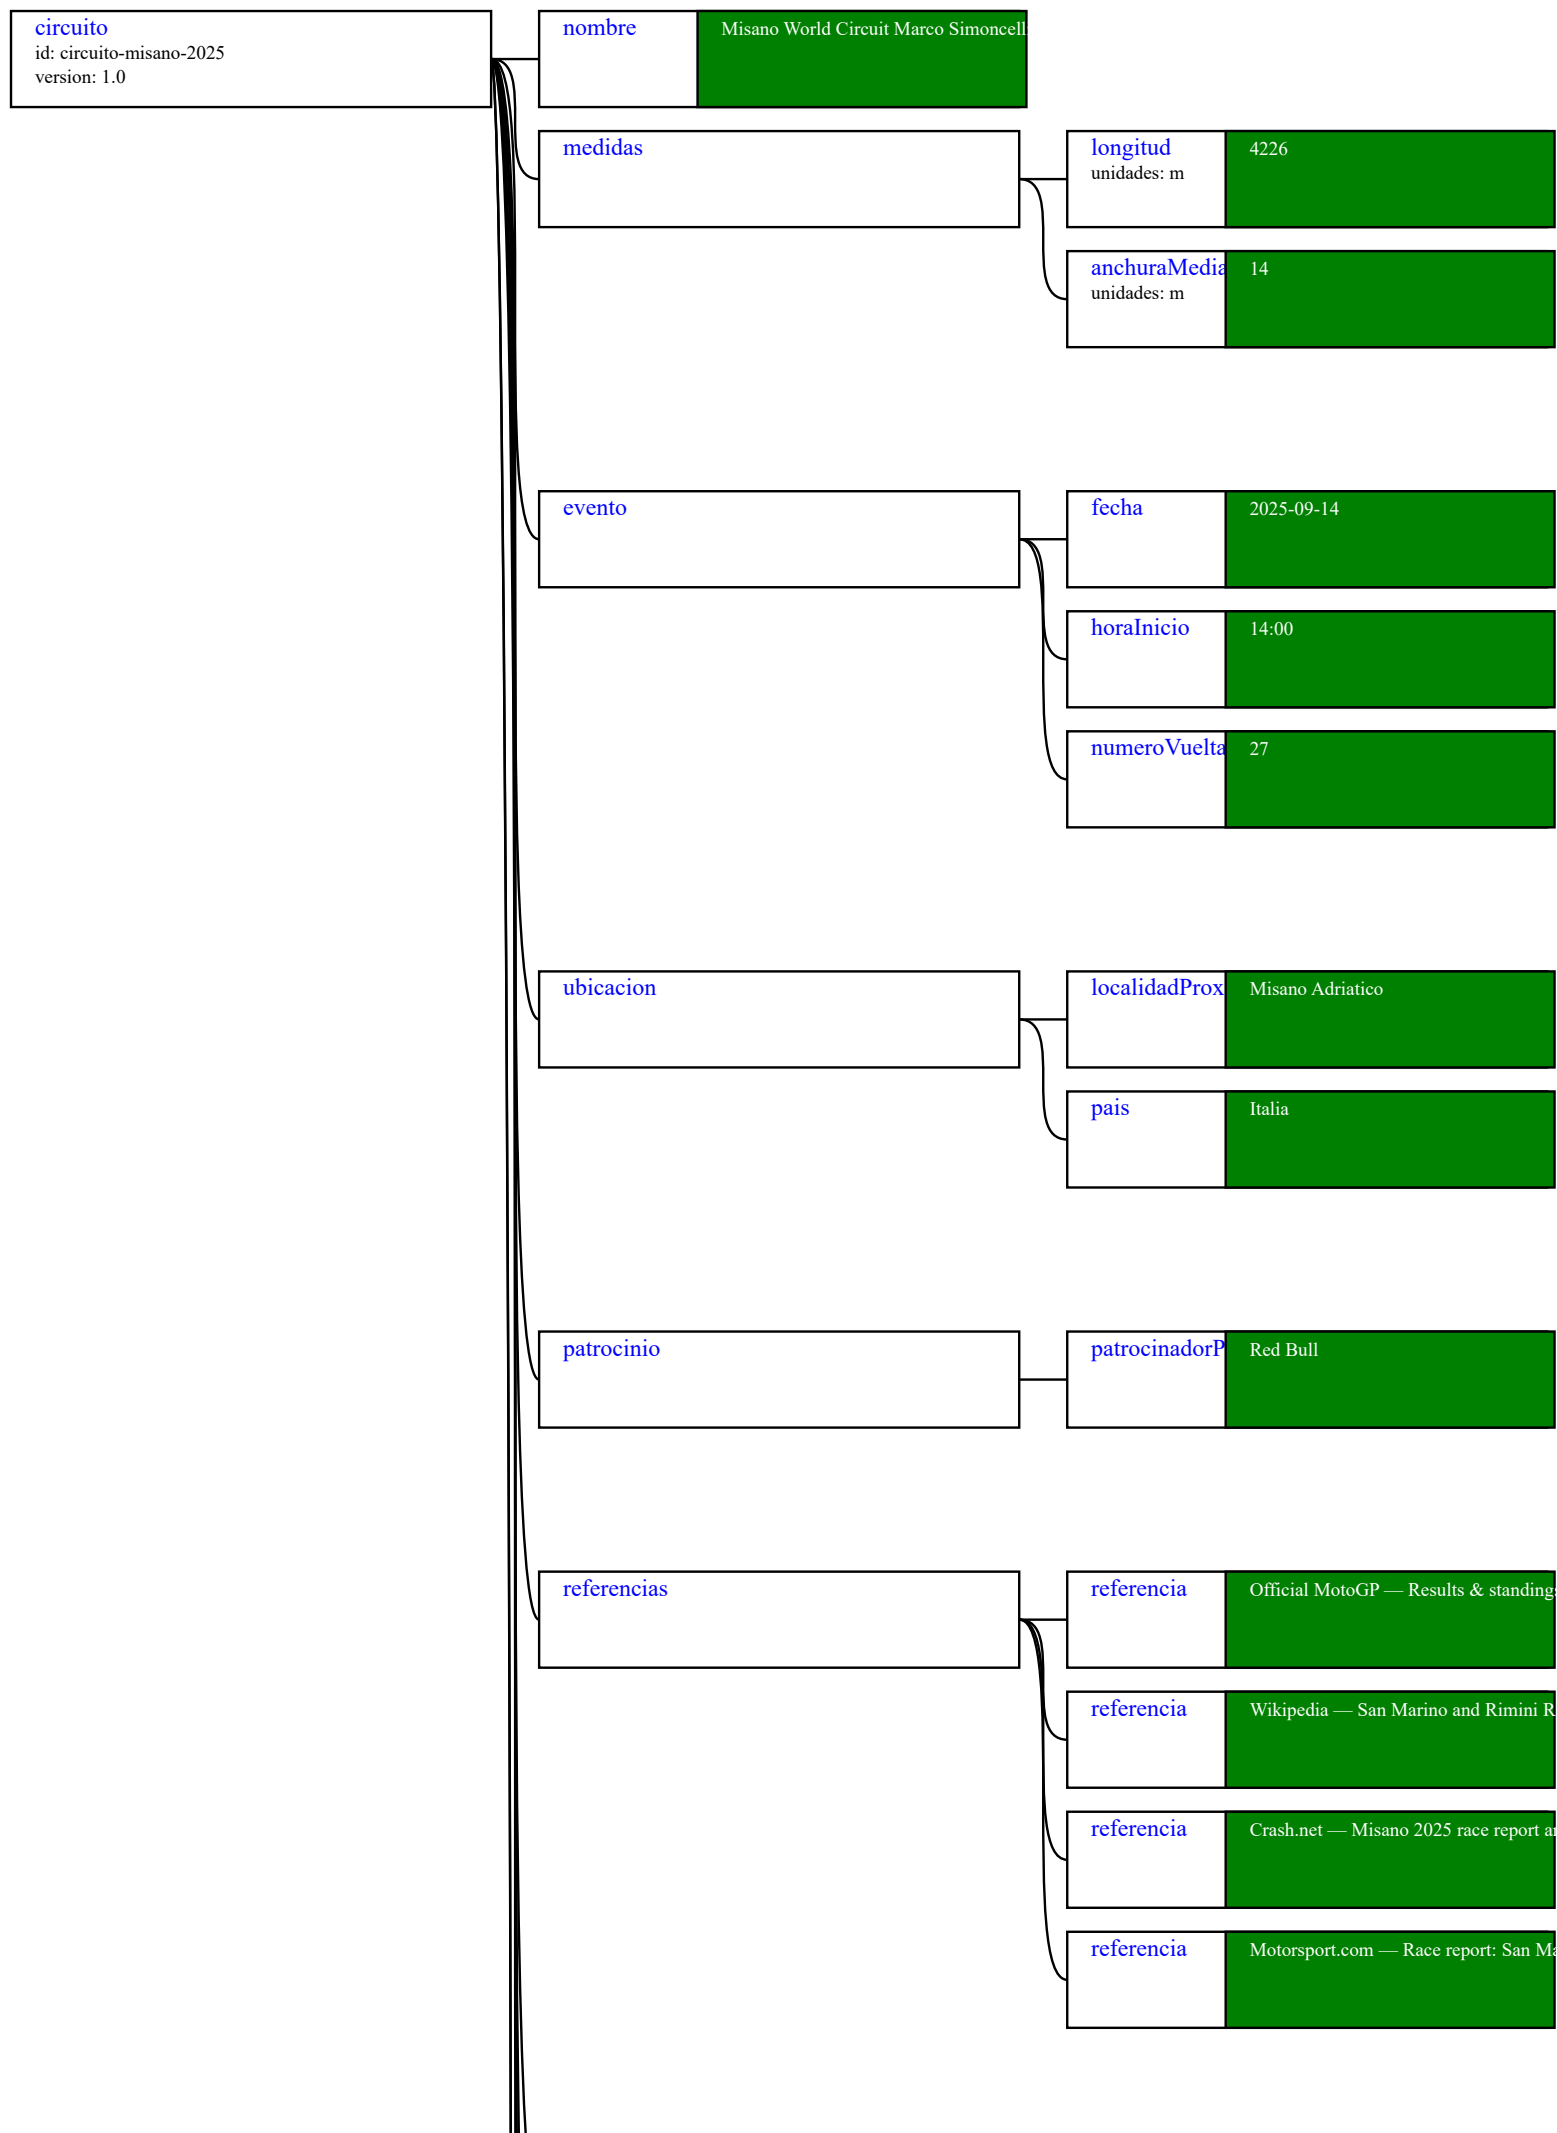 circuito
id: circuito-misano-2025
version: 1.0
nombre
Misano World Circuit Marco Simoncell
medidas
longitud
unidades: m
4226
anchuraMedia
unidades: m
14
evento
fecha
2025-09-14
horaInicio
14:00
numeroVuelta
27
ubicacion
localidadProx
Misano Adriatico
pais
Italia
patrocinio
patrocinadorP
Red Bull
referencias
referencia
Official MotoGP — Results & standings
referencia
Wikipedia — San Marino and Rimini R
referencia
Crash.net — Misano 2025 race report a
referencia
Motorsport.com — Race report: San Ma